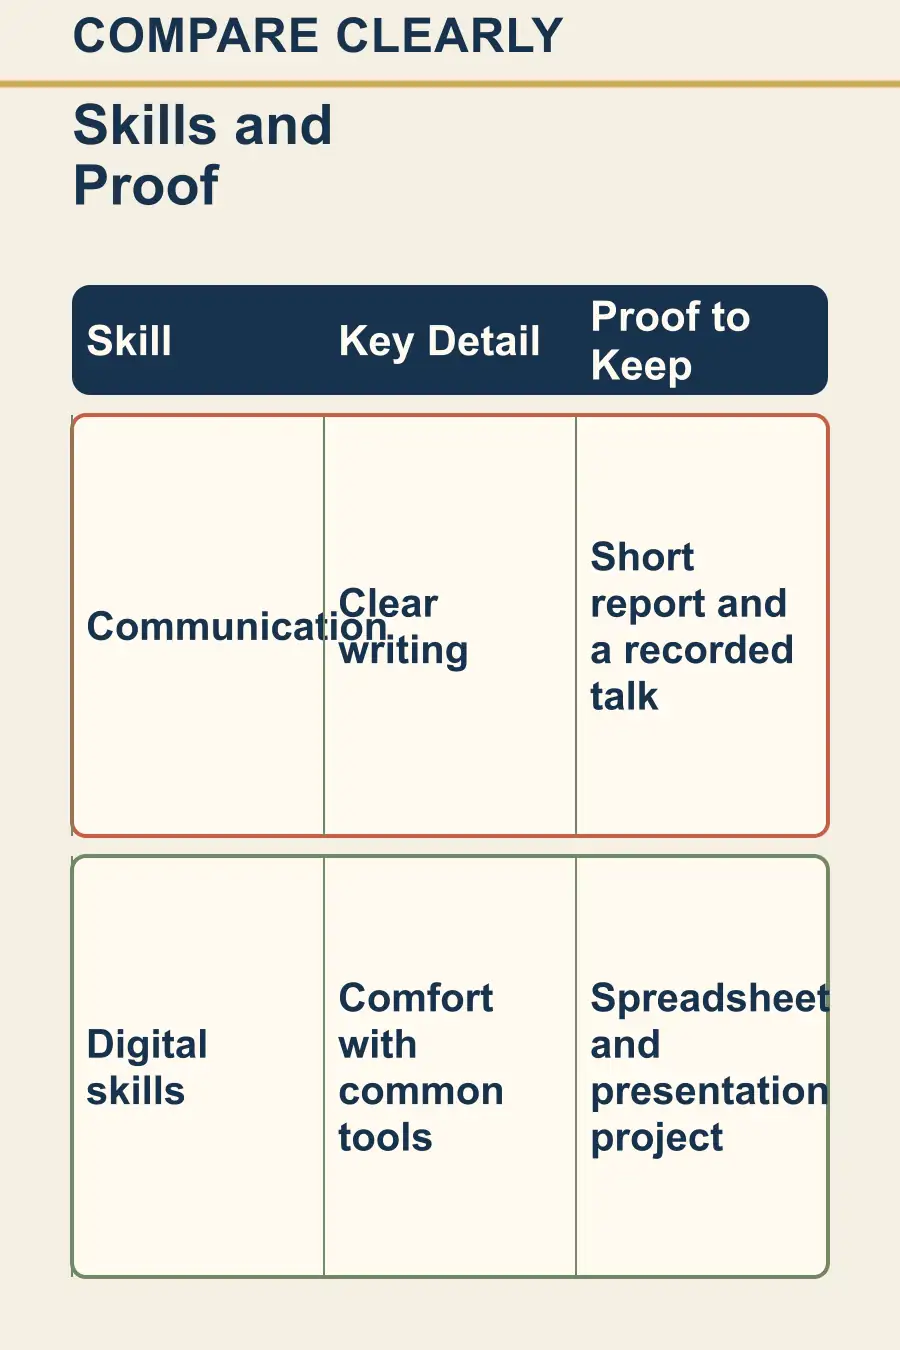 COMPARE CLEARLY
Skills and
Proof
Skill
Key Detail
Proof to
Keep
Communication
Clear
writing
Short
report and
a recorded
talk
Digital
skills
Comfort
with
common
tools
Spreadsheet
and
presentation
project